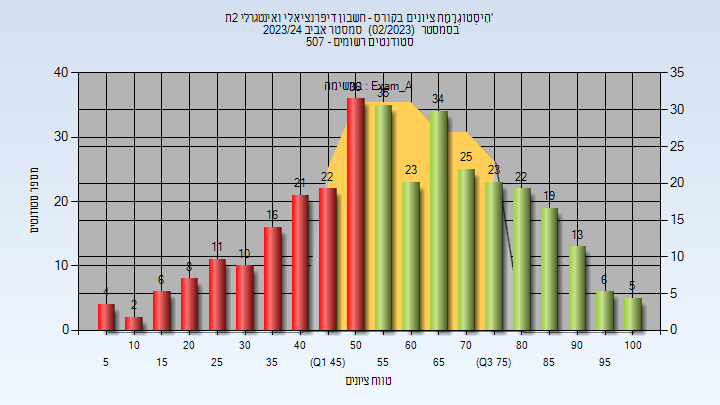 הִיסְטוֹגְרָמַת ציונים בקורס - חשבון דיפרנציאלי ואינטגרלי 2ח'
בסמסטר (02/2023) סמסטר אביב 2023/24
סטודנטים רשומים - 507
משימה : Exam_A
מספר סטודנטים
40 30 20 10 0
35 30 25 20 15 10 5 0
4 2 6 8 11 10 16 21 22 36 35 23 34 25 23 22 19 13 6 5
10 20 30 40 50 60 70 80 90 100
5 15 25 35 (Q1 45) 55 65 (Q3 75) 85 95
טווח ציונים